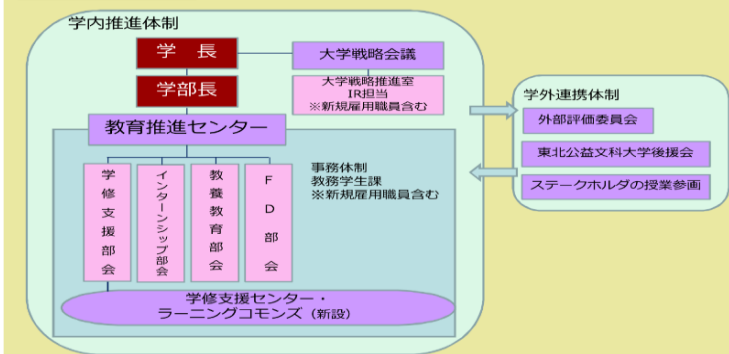 学内推進体制
学 長
大学戦略会議
学部長
大学戦略推進室
IR担当
※新規雇用職員含む
教育推進センター
学修支援部会
インターンシップ部会
教養教育部会
FD部会
事務体制
教務学生課
※新規雇用職員含む
学修支援センター・
ラーニングコモンズ（新設）
学外連携体制
外部評価委員会
東北公益文科大学後援会
ステークホルダの授業参画